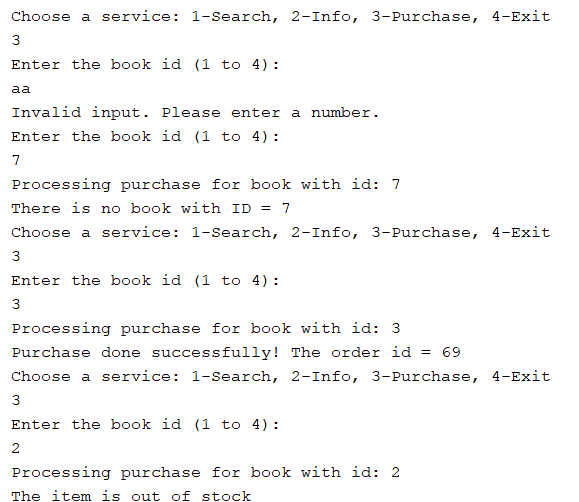 Choose a service: 1-Search, 2-Info, 3-Purchase, 4-Exit
3
Enter the book id (1 to 4):
aa
Invalid input. Please enter a number.
Enter the book id (1 to 4):
7
Processing purchase for book with id: 7
There is no book with ID = 7
Choose a service: 1-Search, 2-Info, 3-Purchase, 4-Exit
3
Enter the book id (1 to 4):
3
Processing purchase for book with id: 3
Purchase done successfully! The order id = 69
Choose a service: 1-Search, 2-Info, 3-Purchase, 4-Exit
3
Enter the book id (1 to 4):
2
Processing purchase for book with id: 2
The item is out of stock